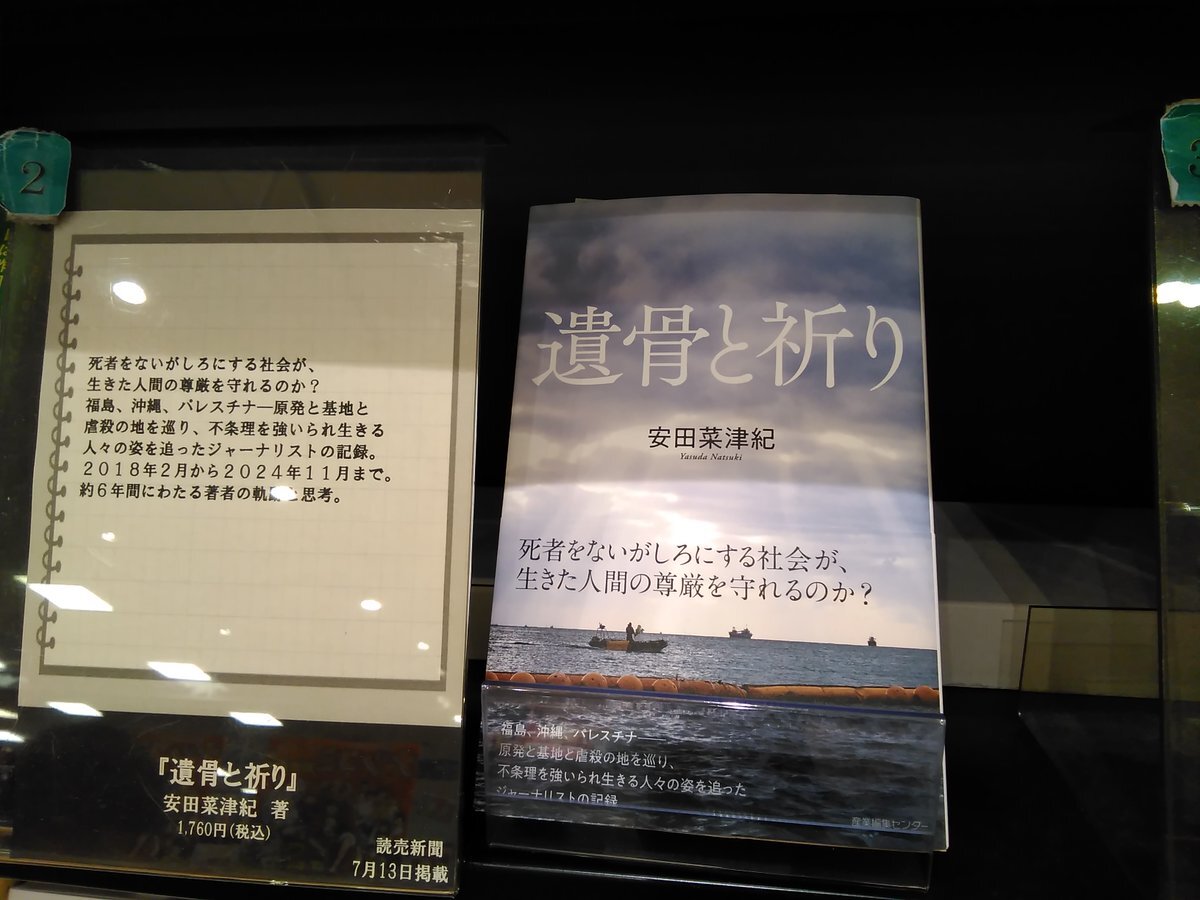 2
死者をないがしろにする社会が、
生きた人間の尊厳を守れるのか？
福島、沖縄、パレスチナ―原発と基地と
虐殺の地を巡り、不条理を強いられ生きる
人々の姿を追ったジャーナリストの記録。
２０１８年２月から２０２４年１１月まで。
約６年間にわたる著者の軌 思考。
『遺骨と祈り』
安田菜津紀 著
1,760円(税込)
読売新聞
7月13日掲載
遺骨と祈り
安田菜津紀
Yasuda Natsuki
死者をないがしろにする社会が、
生きた人間の尊厳を守れるのか？
福島、沖縄、パレスチナ――
原発と基地と虐殺の地を巡り、
不条理を強いられ生きる人々の姿を追った
ジャーナリストの記録
産業編集センター
3